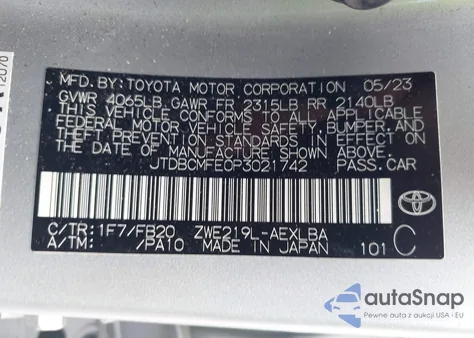 MFD. BY: TOYOTA MOTOR CORPORATION 05/23
GVWR 4065LB GAWR FR 2315LB RR 2140LB
THIS VEHICLE CONFORMS TO ALL APPLICABLE
FEDERAL MOTOR VEHICLE SAFETY, BUMPER, AND
THEFT PREVENTION STANDARDS IN EFFECT ON
THE DATE OF MANUFACTURE SHOWN ABOVE.
JTDBCMFE0P3021742 PASS.CAR
C/TR: 1F7/FB20 ZWE219L-AEXLBA
A/TM: /PA10 MADE IN JAPAN 101 C
autoSnap
Pewne auta z aukcji USA i EU